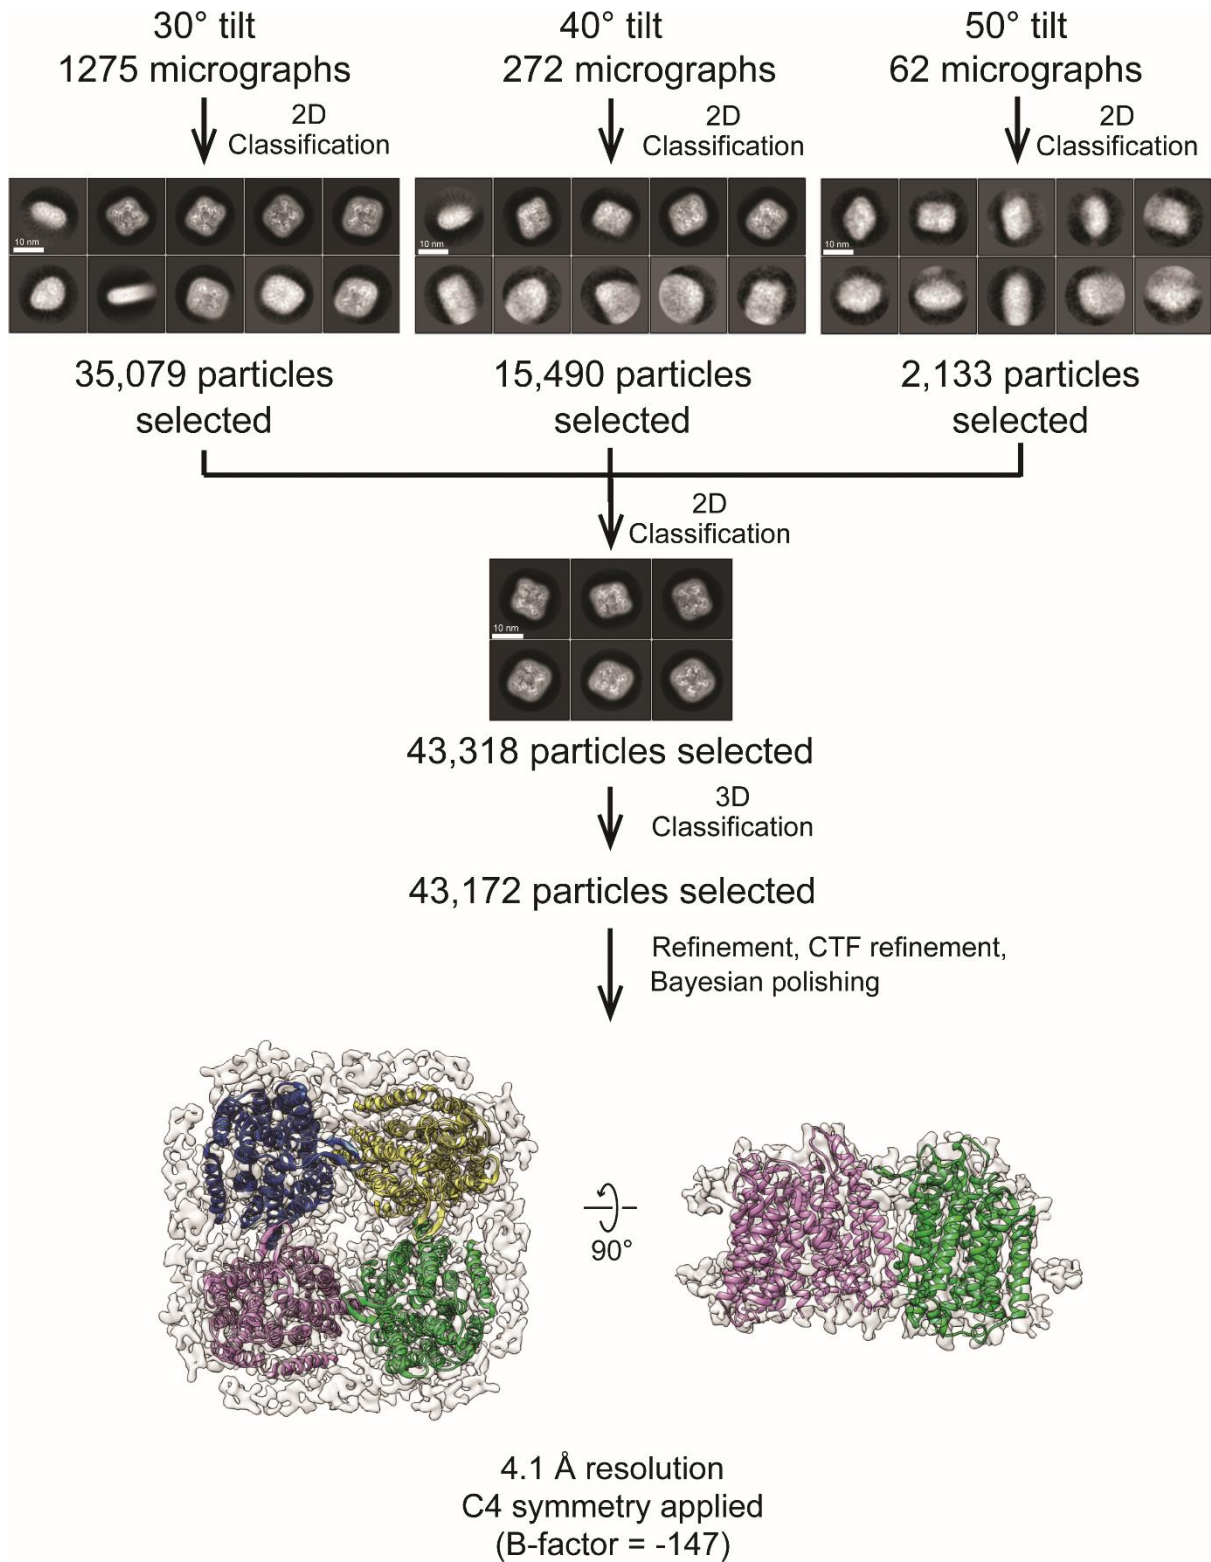 30° tilt
1275 micrographs
40° tilt
272 micrographs
50° tilt
62 micrographs
2D
Classification
2D
Classification
2D
Classification
10 nm
10 nm
10 nm
35,079 particles
selected
15,490 particles
selected
2,133 particles
selected
2D
Classification
10 nm
43,318 particles selected
3D
Classification
43,172 particles selected
Refinement, CTF refinement,
Bayesian polishing
90°
4.1 Å resolution
C4 symmetry applied
(B-factor = -147)